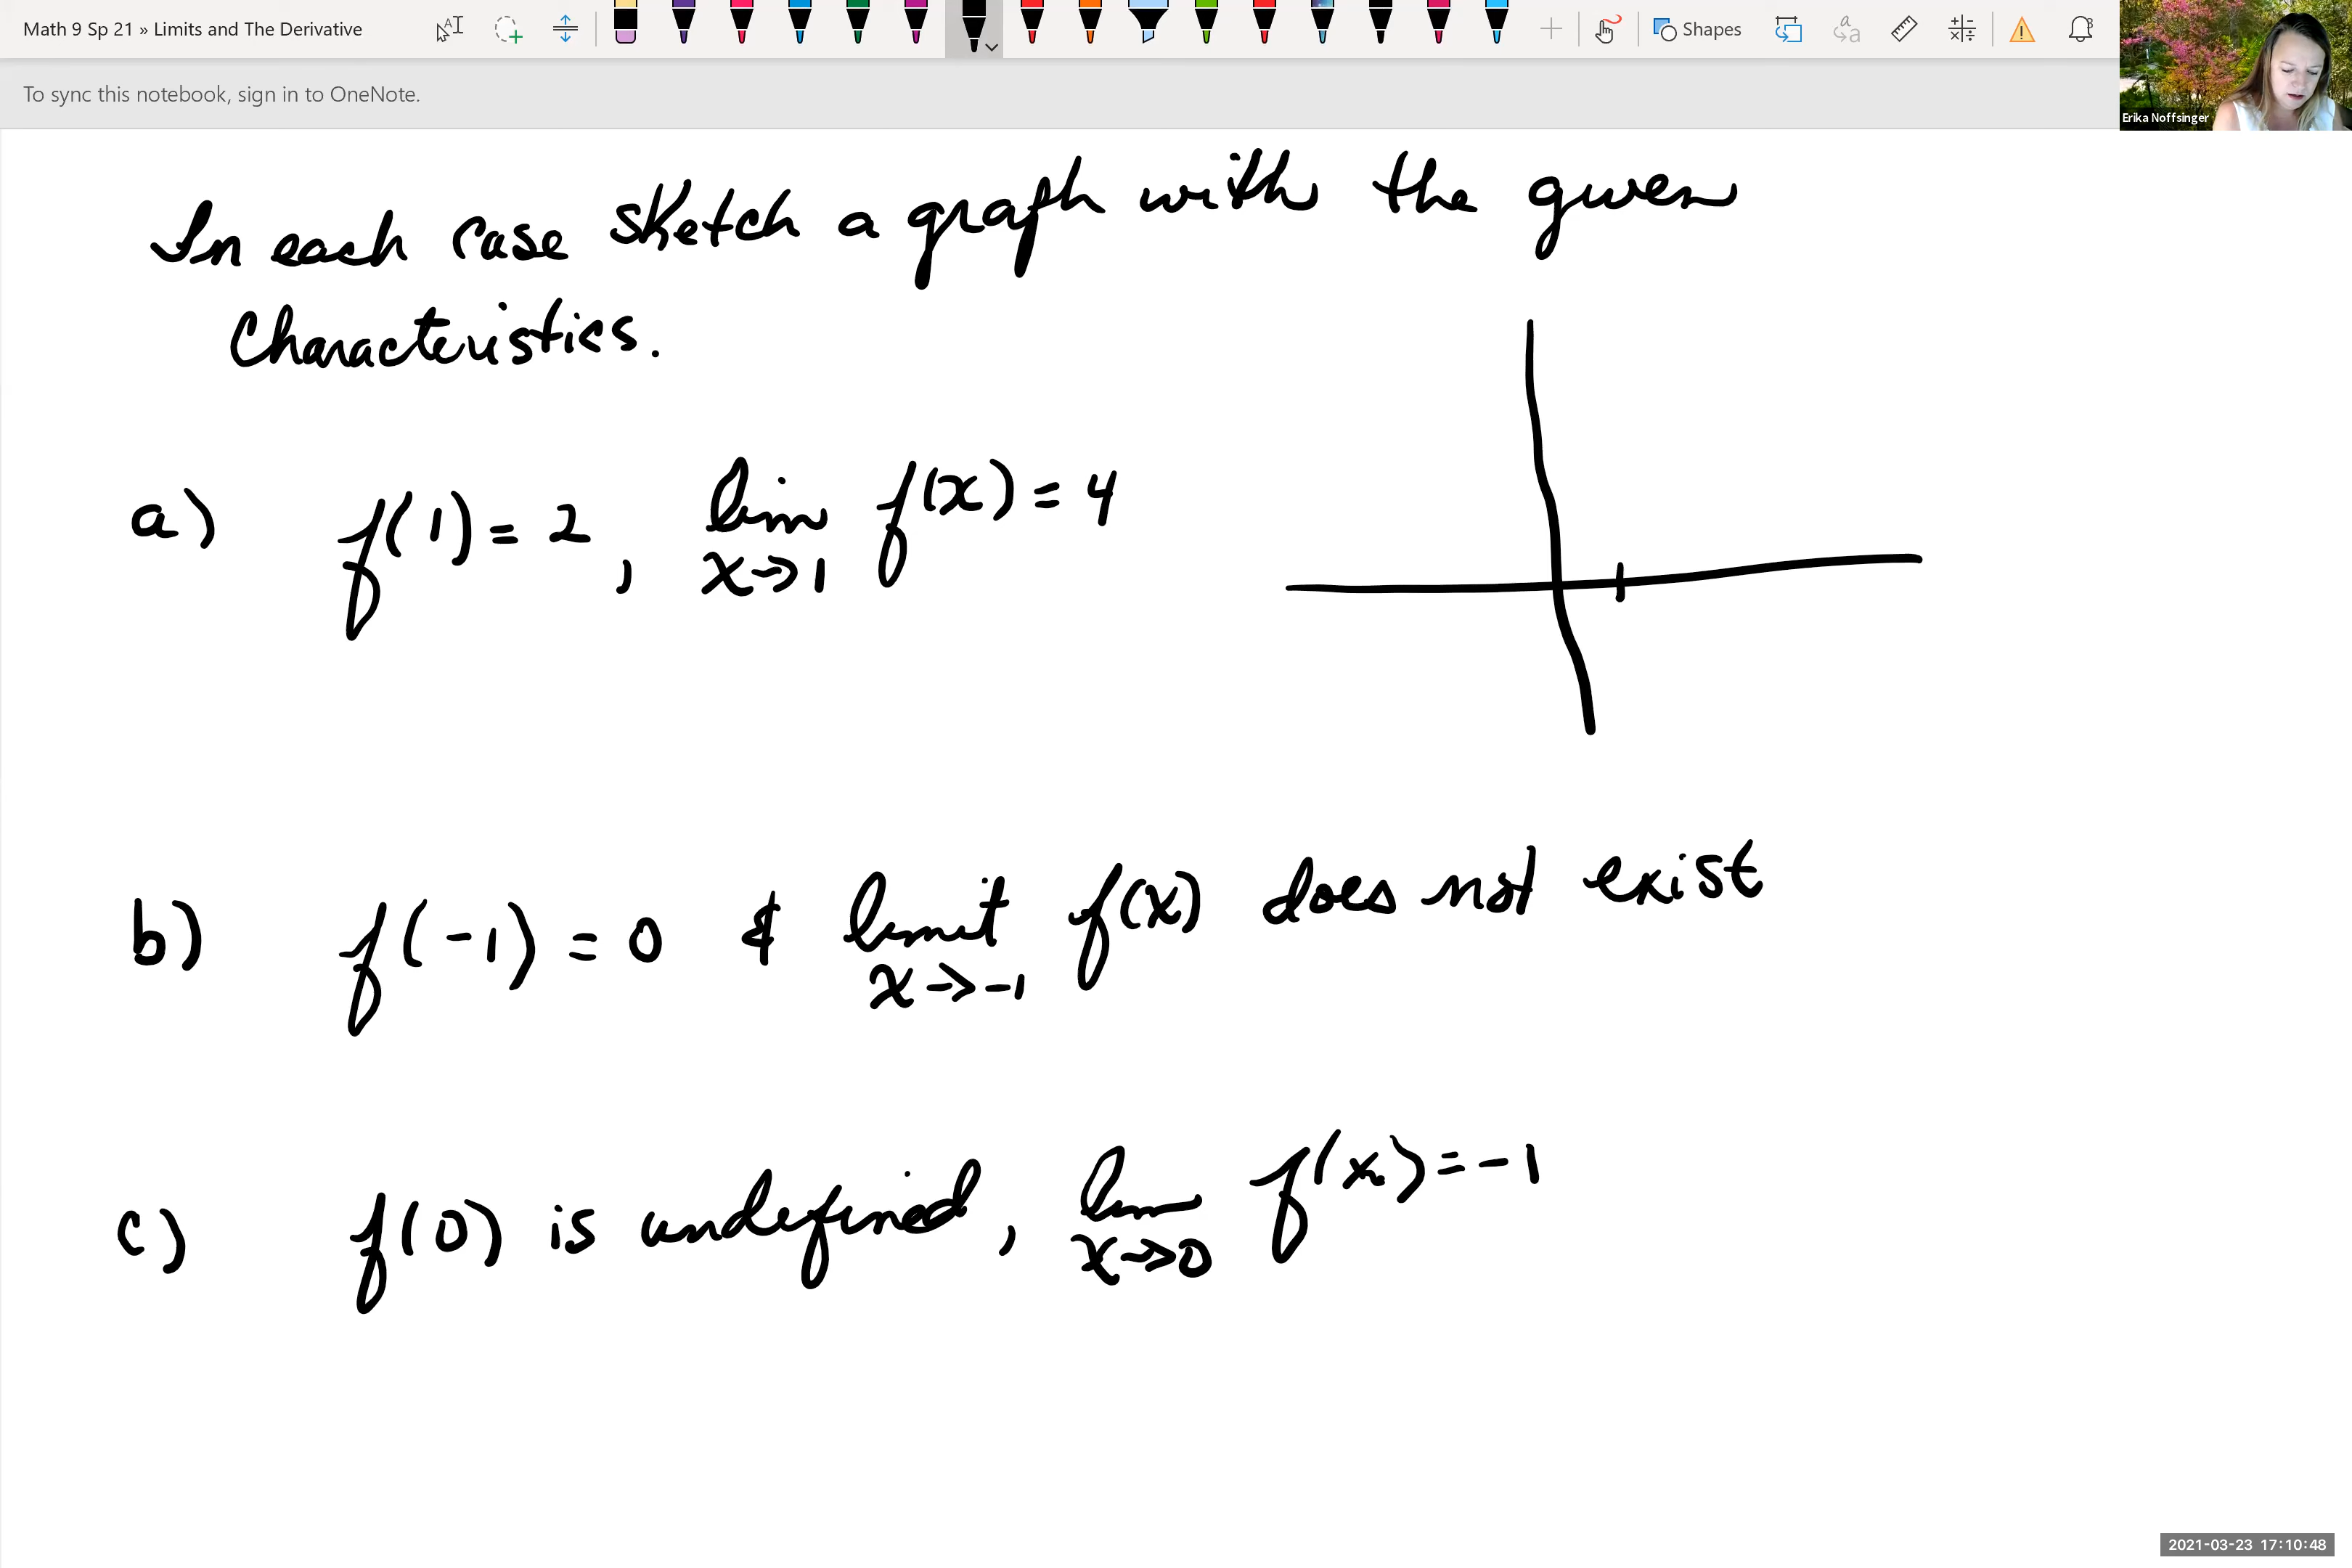 Math 9 Sp 21 » Limits and The Derivative
Shapes
To sync this notebook, sign in to OneNote.
Erika Noffsinger
In each case sketch a graph with the given
characteristics.
a) f(1) = 2, lim f(x) = 4
x→1
b) f(-1) = 0 & limit f(x) does not exist
x→-1
c) f(0) is undefined, lim f(x) = -1
x→0
2021-03-23 17:10:48